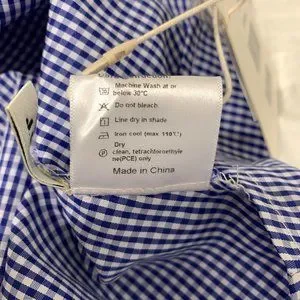 Machine Wash at or
below 30°C
Do not bleach
Line dry in shade
Iron cool (max 110°C)
Dry
clean, tetrachloroethyle
ne(PCE) only
Made in China